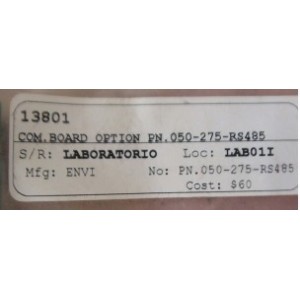 13801
COM.BOARD OPTION PN.050-275-RS485
S/R: LABORATORIO Loc: LAB01I
Mfg: ENVI No: PN.050-275-RS485
Cost: $60